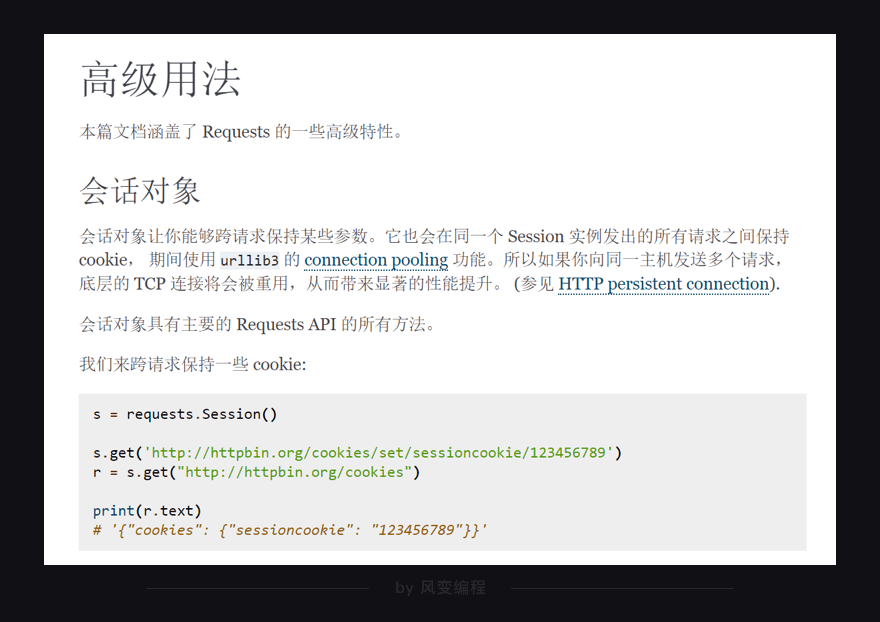 高级用法
本篇文档涵盖了 Requests 的一些高级特性。
会话对象
会话对象让你能够跨请求保持某些参数。它也会在同一个 Session 实例发出的所有请求之间保持
cookie， 期间使用 urllib3 的 connection pooling 功能。所以如果你向同一主机发送多个请求，
底层的 TCP 连接将会被重用，从而带来显著的性能提升。 (参见 HTTP persistent connection).
会话对象具有主要的 Requests API 的所有方法。
我们来跨请求保持一些 cookie:
s = requests.Session()
s.get('http://httpbin.org/cookies/set/sessioncookie/123456789')
r = s.get("http://httpbin.org/cookies")
print(r.text)
# '{"cookies": {"sessioncookie": "123456789"}}'
by 风变编程